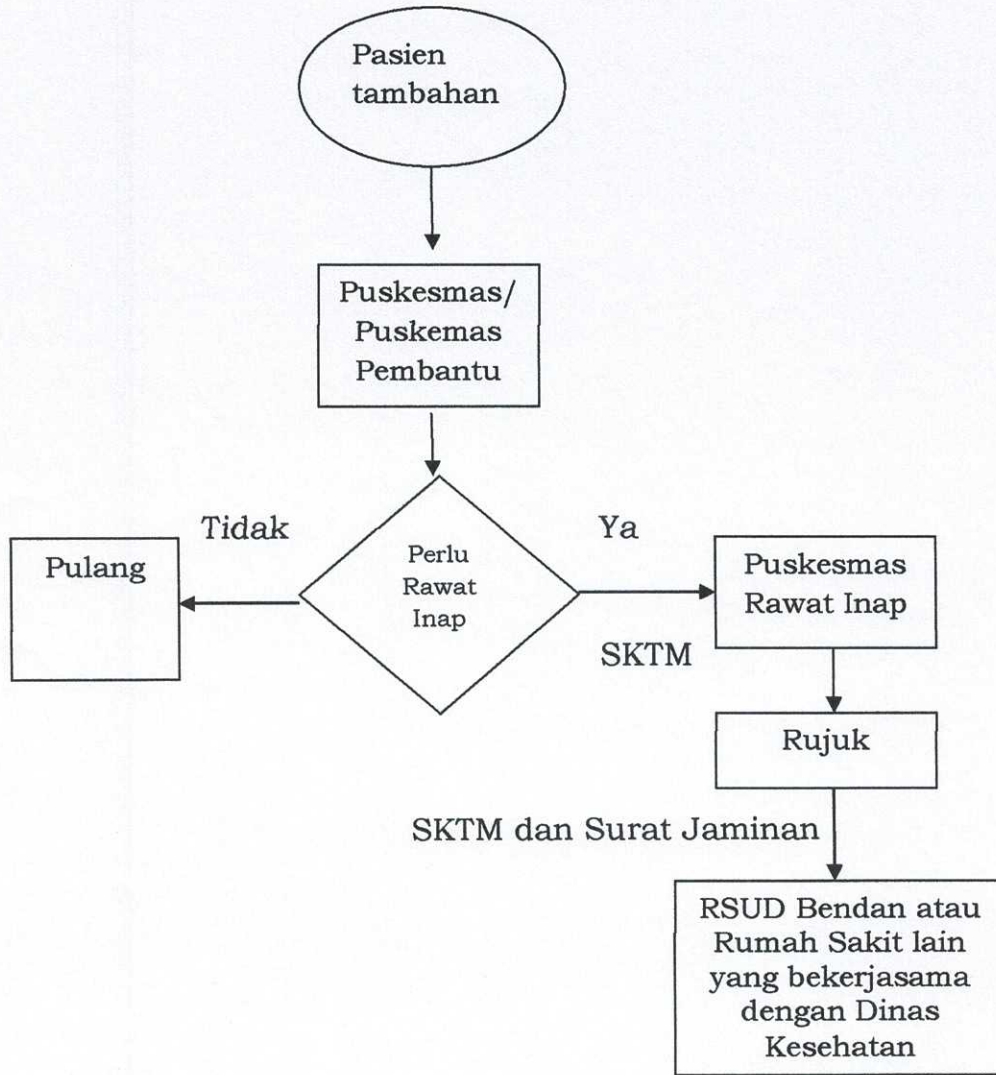 Pasien
tambahan
Puskesmas/
Puskemas
Pembantu
Tidak
Ya
Pulang
Perlu
Rawat
Inap
Puskesmas
Rawat Inap
SKTM
Rujuk
SKTM dan Surat Jaminan
RSUD Bendan atau
Rumah Sakit lain
yang bekerjasama
dengan Dinas
Kesehatan